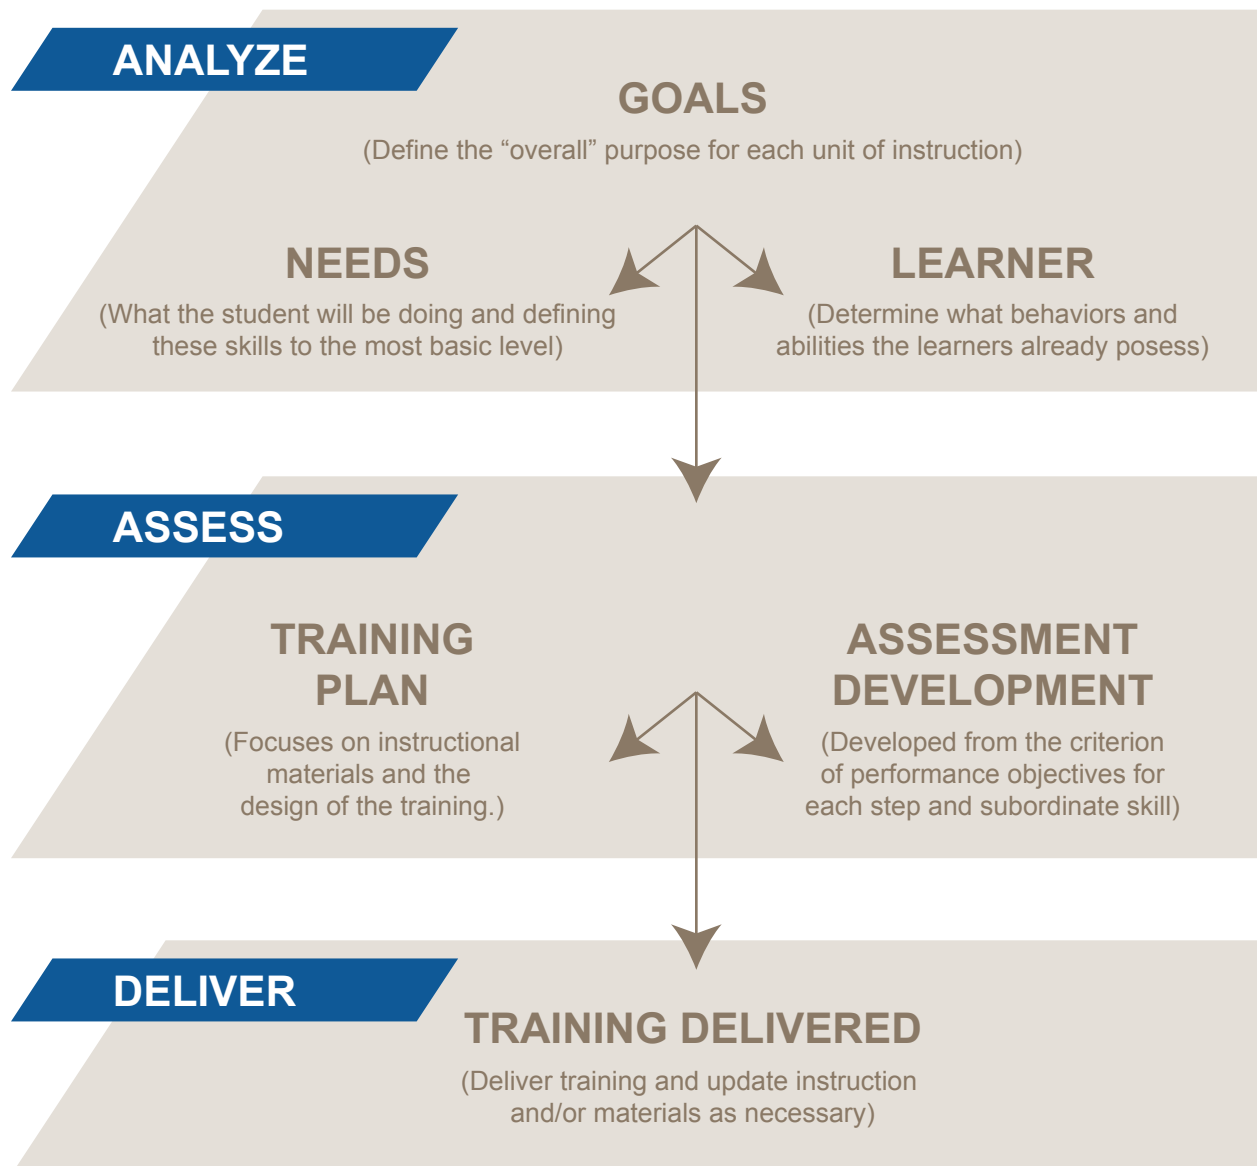 ANALYZE
GOALS
(Define the “overall” purpose for each unit of instruction)
NEEDS
(What the student will be doing and defining
these skills to the most basic level)
LEARNER
(Determine what behaviors and
abilities the learners already posess)
ASSESS
TRAINING
PLAN
(Focuses on instructional
materials and the
design of the training.)
ASSESSMENT
DEVELOPMENT
(Developed from the criterion
of performance objectives for
each step and subordinate skill)
DELIVER
TRAINING DELIVERED
(Deliver training and update instruction
and/or materials as necessary)